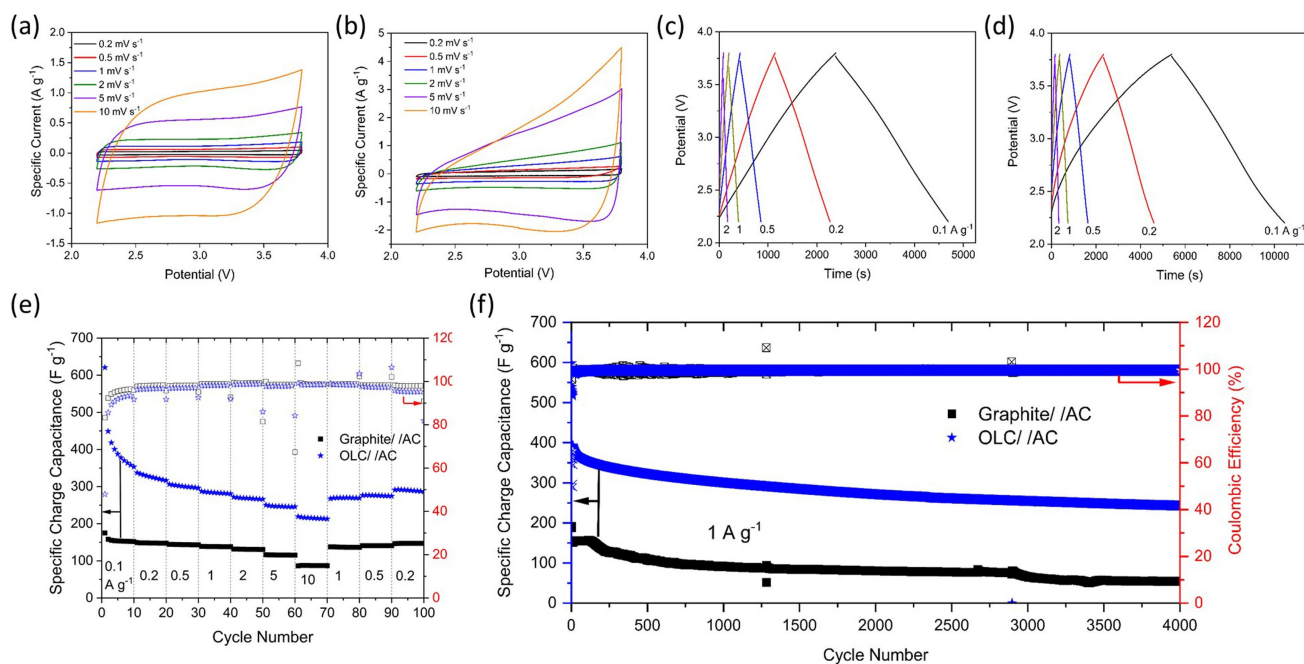 (a)
2.0
1.5
1.0
0.5
0.0
-0.5
-1.0
-1.5
Specific Current (A g⁻¹)
0.2 mV s⁻¹
0.5 mV s⁻¹
1 mV s⁻¹
2 mV s⁻¹
5 mV s⁻¹
10 mV s⁻¹
2.0 2.5 3.0 3.5 4.0
Potential (V)
(b)
5
4
3
2
1
0
-1
-2
Specific Current (A g⁻¹)
0.2 mV s⁻¹
0.5 mV s⁻¹
1 mV s⁻¹
2 mV s⁻¹
5 mV s⁻¹
10 mV s⁻¹
2.0 2.5 3.0 3.5 4.0
Potential (V)
(c)
4.0
3.5
3.0
2.5
2.0
Potential (V)
2 1 0.5 0.2 0.1 A g⁻¹
0 1000 2000 3000 4000 5000
Time (s)
(d)
4.0
3.5
3.0
2.5
2.0
Potential (V)
2 1 0.5 0.2 0.1 A g⁻¹
0 2000 4000 6000 8000 10000
Time (s)
(e)
700
600
500
400
300
200
100
0
Specific Charge Capacitance (F g⁻¹)
Graphite/ /AC
OLC/ /AC
0.1
A g⁻¹
0.2 0.5 1 2 5 10 1 0.5 0.2
120
100
80
60
40
20
0
0 10 20 30 40 50 60 70 80 90 100
Cycle Number
(f)
700
600
500
400
300
200
100
0
Specific Charge Capacitance (F g⁻¹)
Graphite/ /AC
OLC/ /AC
1 A g⁻¹
120
100
80
60
40
20
0
Coulombic Efficiency (%)
0 500 1000 1500 2000 2500 3000 3500 4000
Cycle Number